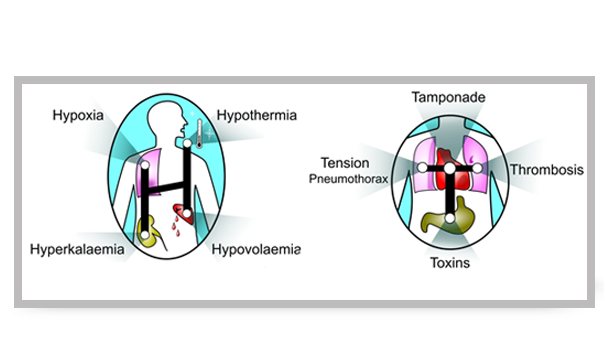 Hypoxia
Hypothermia
Hyperkalaemia
Hypovolaemia
Tamponade
Tension
Pneumothorax
Thrombosis
Toxins